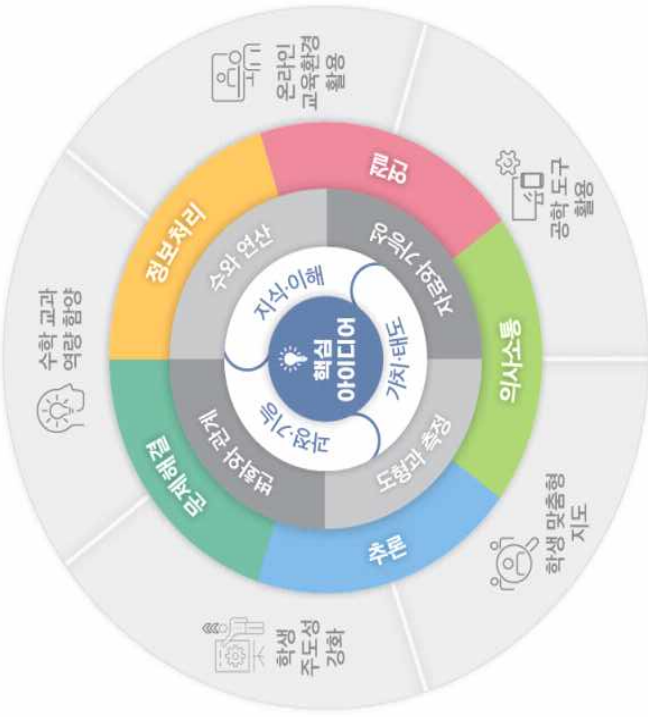 핵심
아이디어
지식·이해
과정·기능
가치·태도
수와 연산
변화와 관계
도형과 측정
자료와 가능성
문제해결
추론
의사소통
연결
정보처리
수학 교과
역량 함양
학생
주도성
강화
학생 맞춤형
지도
공학 도구
활용
온라인
교육환경
활용